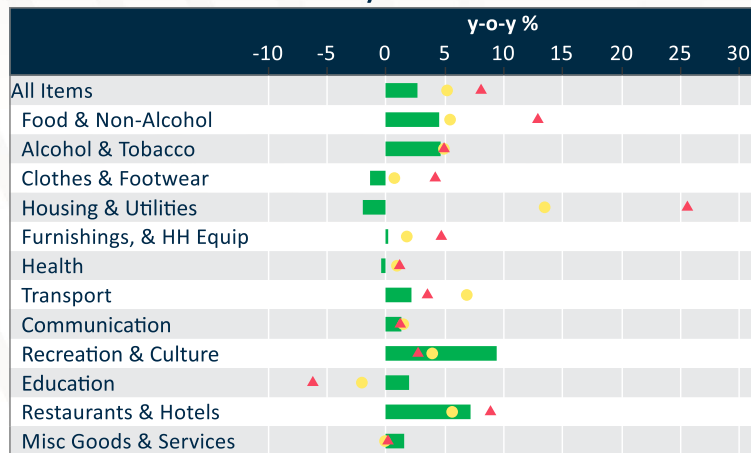 y-o-y %
-10 -5 0 5 10 15 20 25 30
All Items
Food & Non-Alcohol
Alcohol & Tobacco
Clothes & Footwear
Housing & Utilities
Furnishings, & HH Equip
Health
Transport
Communication
Recreation & Culture
Education
Restaurants & Hotels
Misc Goods & Services